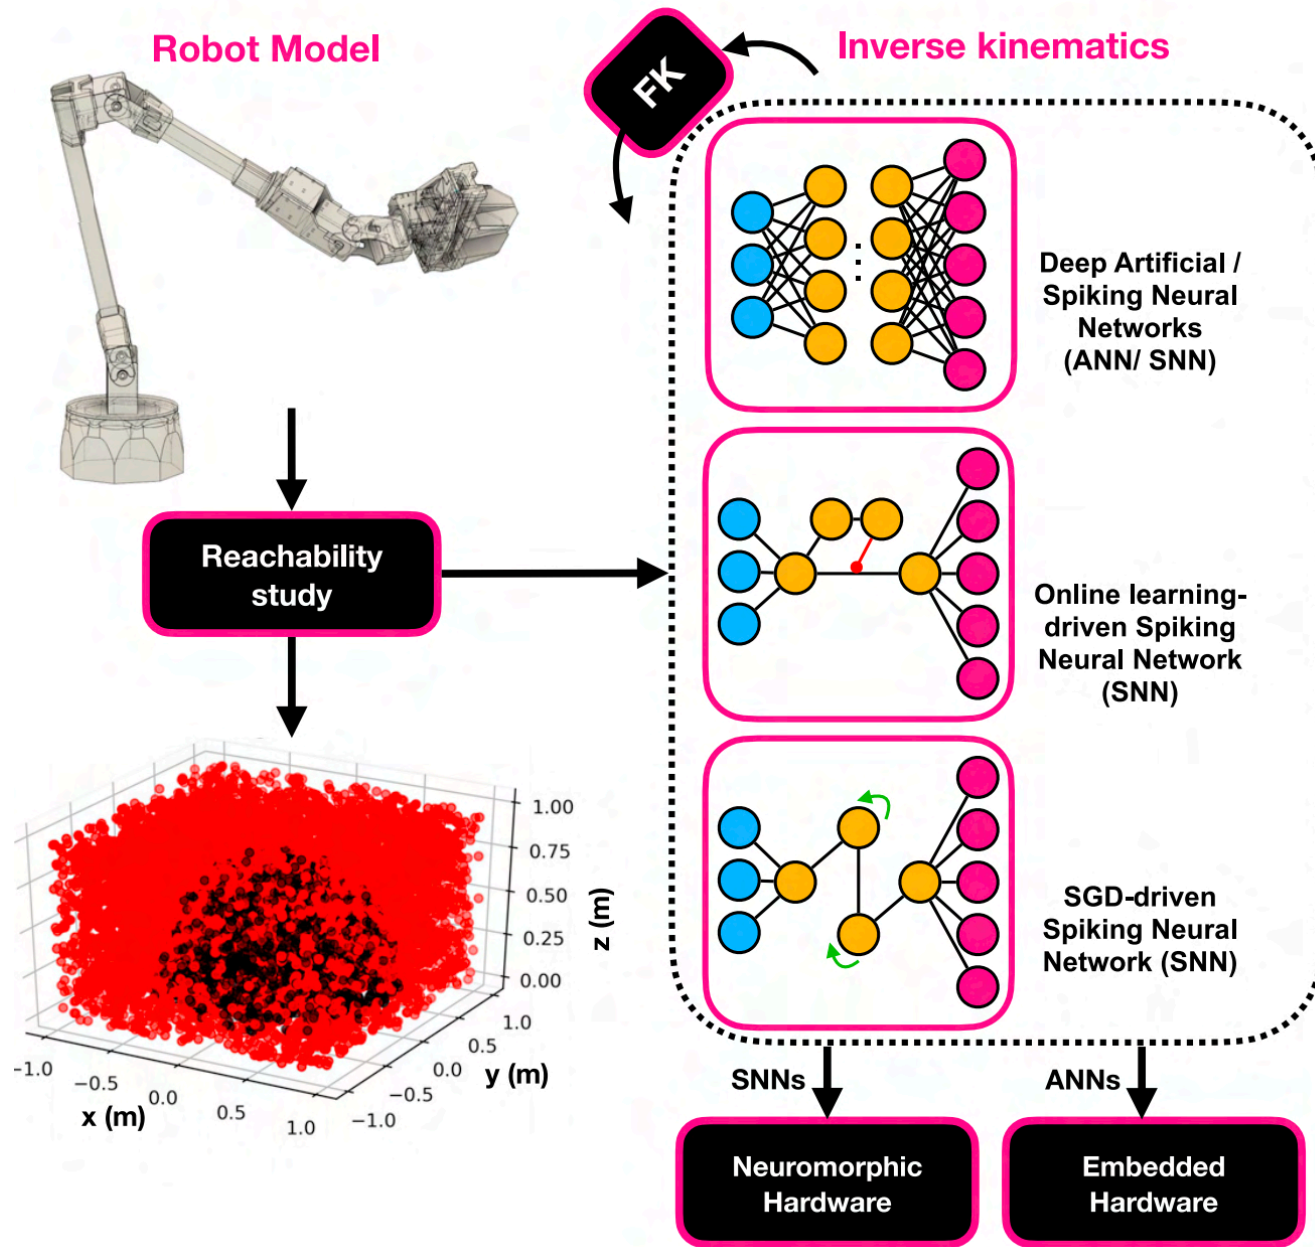 Robot Model
FK
Inverse kinematics
Deep Artificial /
Spiking Neural
Networks
(ANN/ SNN)
Reachability
study
Online learning-
driven Spiking
Neural Network
(SNN)
SGD-driven
Spiking Neural
Network (SNN)
1.00
0.75
0.50
0.25
0.00
z (m)
1.0
0.5
0.0
−0.5
−1.0
y (m)
−1.0
−0.5
0.0
0.5
1.0
x (m)
SNNs
ANNs
Neuromorphic
Hardware
Embedded
Hardware